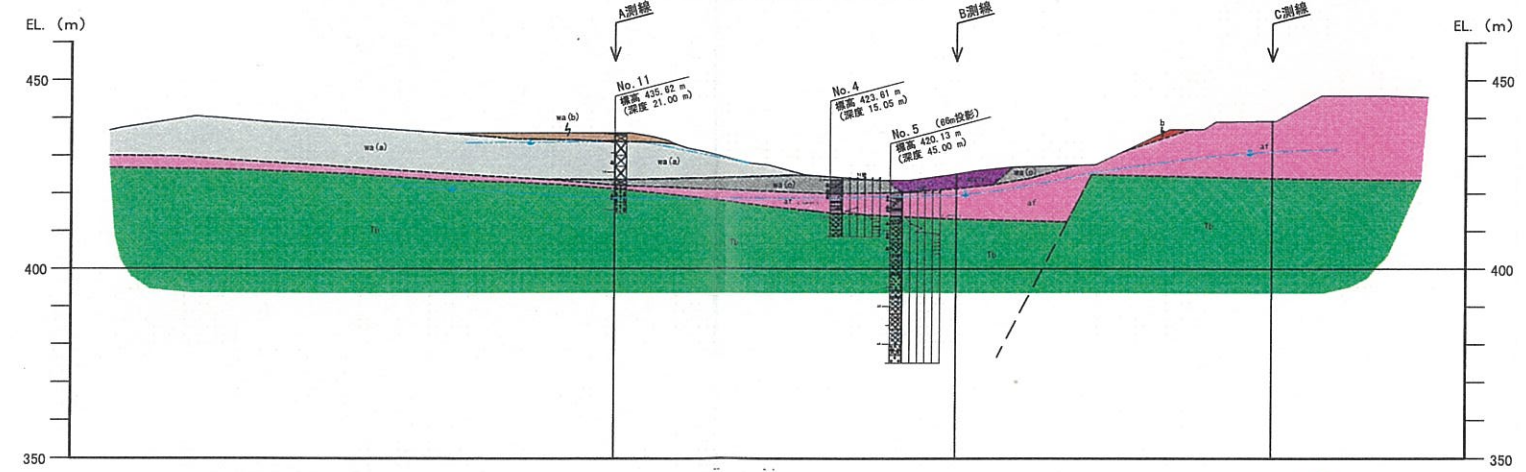 A測線
B測線
C測線
EL. (m)
EL. (m)
450
450
No.11
標高 435.62 m
(深度 21.00 m)
No.4
標高 423.61 m
(深度 15.05 m)
No.5 (66m投影)
標高 420.13 m
(深度 45.00 m)
wa(b)
b
wa(a)
wa(a)
af
wa(o)
wa(o)
af
af
Tb
Tb
Tb
Tb
400
400
350
350